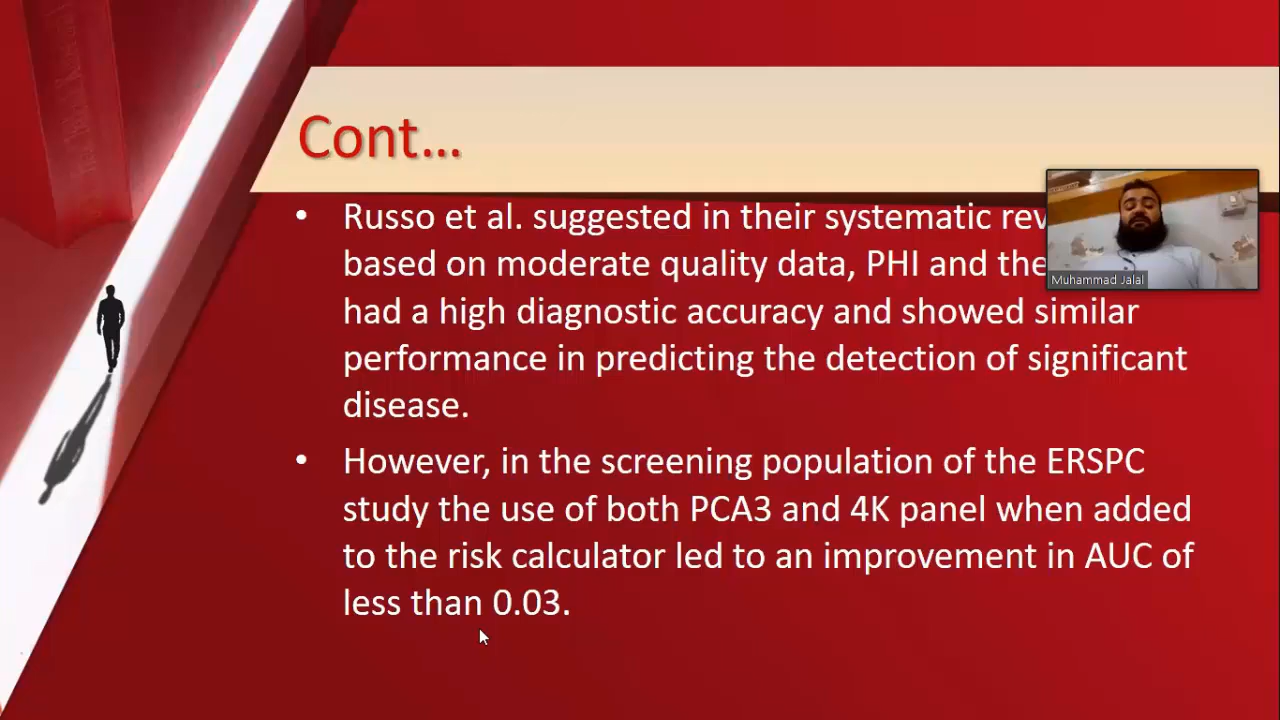 Cont...
Russo et al. suggested in their systematic
based on moderate quality data, PHI and the
had a high diagnostic accuracy and showed similar
performance in predicting the detection of significant
disease.
However, in the screening population of the ERSPC
study the use of both PCA3 and 4K panel when added
to the risk calculator led to an improvement in AUC of
less than 0.03.
Muhammad Jalal